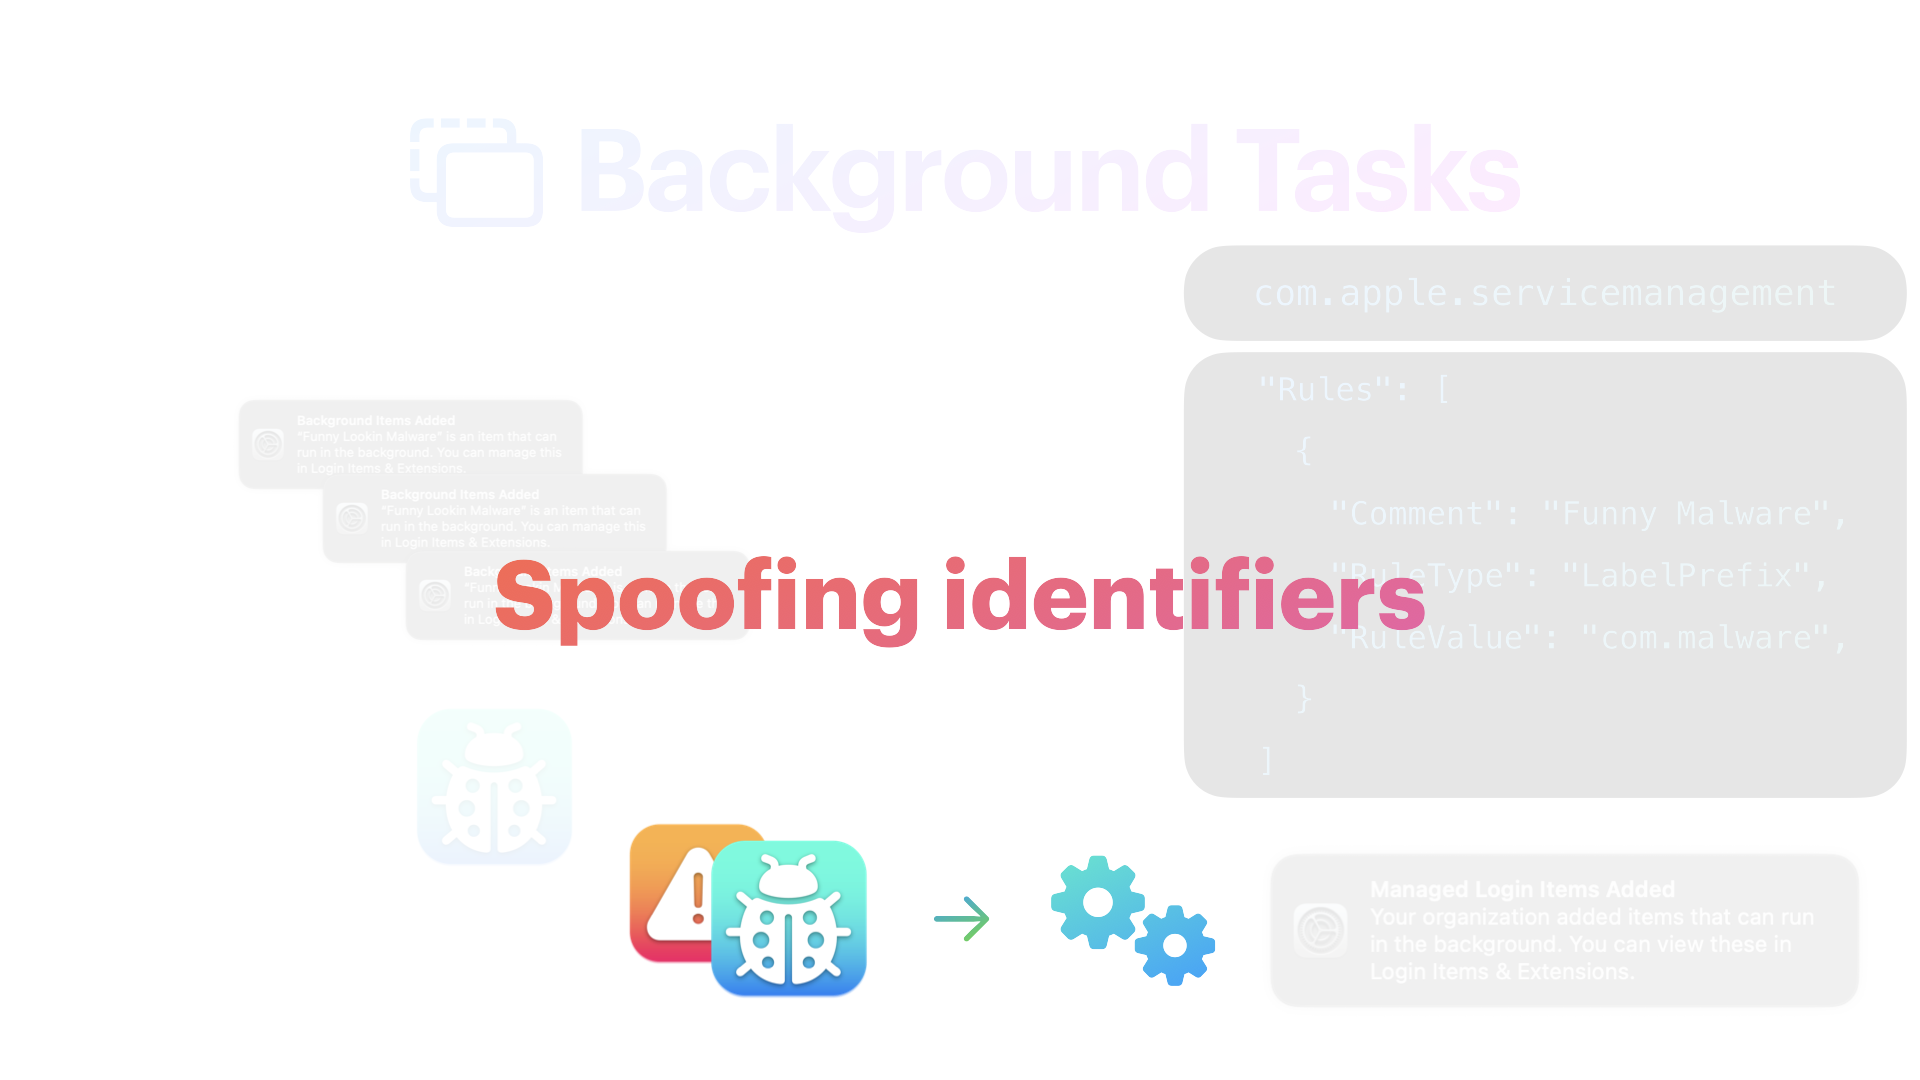 Background Tasks
com.apple.servicemanagement
"Rules": [
{
"Comment": "Funny Malware",
"RuleType": "LabelPrefix",
"RuleValue": "com.malware",
}
]
Background Items Added
"Funny Lookin Malware" is an item that can
run in the background. You can manage this
in Login Items & Extensions.
Background Items Added
"Funny Lookin Malware" is an item that can
run in the background. You can manage this
in Login Items & Extensions.
Spoofing identifiers
Managed Login Items Added
Your organization added items that can run
in the background. You can view these in
Login Items & Extensions.